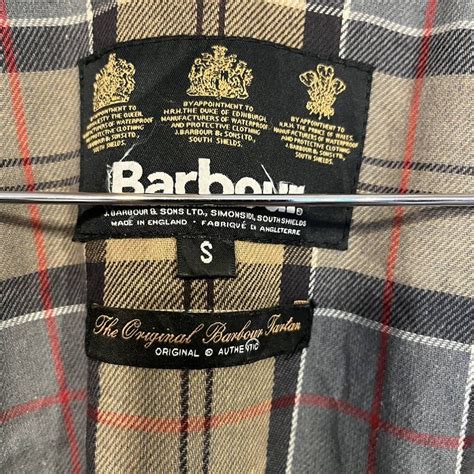 BY APPOINTMENT TO
HER MAJESTY THE QUEEN,
MANUFACTURERS OF WATERPROOF
AND PROTECTIVE CLOTHING
J.BARBOUR & SONS LTD,
SOUTH SHIELDS.
BY APPOINTMENT TO
H.R.H. THE DUKE OF EDINBURGH,
MANUFACTURERS OF WATERPROOF
AND PROTECTIVE CLOTHING
J.BARBOUR & SONS LTD,
SOUTH SHIELDS.
BY APPOINTMENT TO
H.R.H. THE PRINCE OF WALES,
MANUFACTURERS OF WATERPROOF
AND PROTECTIVE CLOTHING
J.BARBOUR & SONS LTD,
SOUTH SHIELDS.
Barbour
J.BARBOUR & SONS LTD., SIMONSIDE, SOUTH SHIELDS
MADE IN ENGLAND • FABRIQUÉ D'ANGLETERRE
S
The Original Barbour Tartan
ORIGINAL © AUTHENTIC